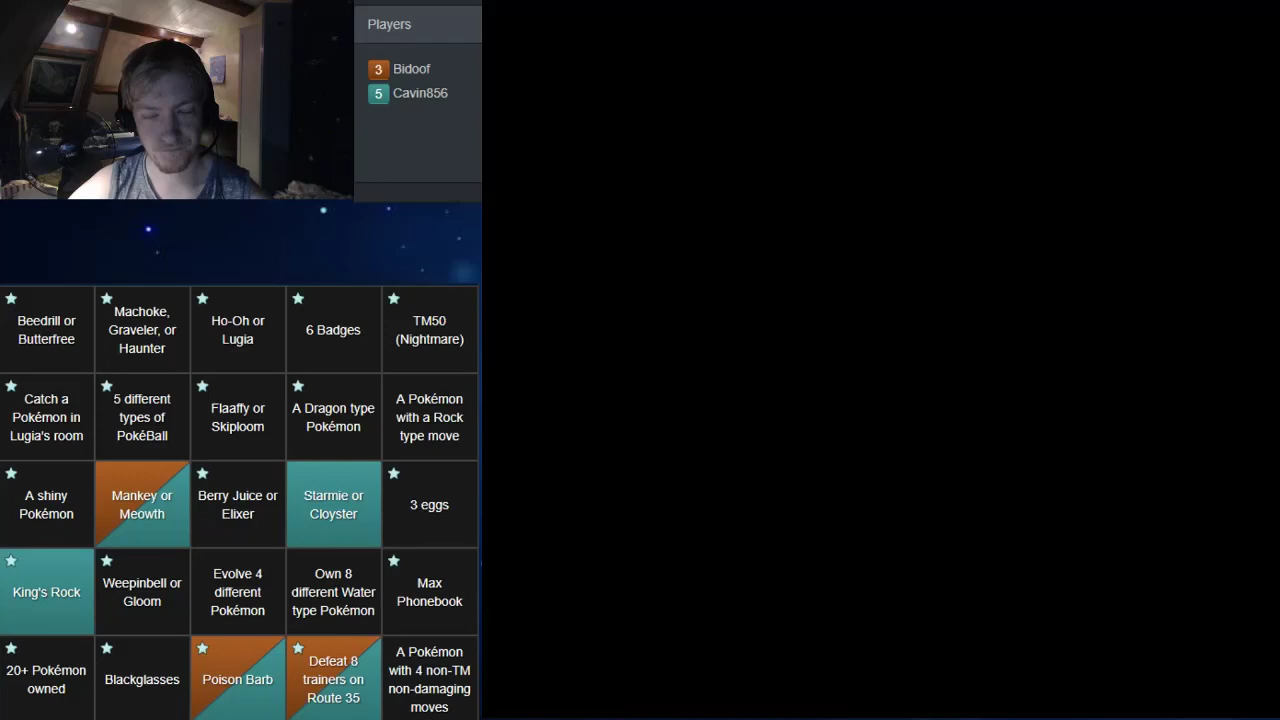 Players
3 Bidoof
5 Cavin856
Beedrill or
Butterfree
Machoke,
Graveler, or
Haunter
Ho-Oh or
Lugia
6 Badges
TM50
(Nightmare)
Catch a
Pokémon in
Lugia's room
5 different
types of
PokéBall
Flaaffy or
Skiploom
A Dragon type
Pokémon
A Pokémon
with a Rock
type move
A shiny
Pokémon
Mankey or
Meowth
Berry Juice or
Elixer
Starmie or
Cloyster
3 eggs
King's Rock
Weepinbell or
Gloom
Evolve 4
different
Pokémon
Own 8
different Water
type Pokémon
Max
Phonebook
20+ Pokémon
owned
Blackglasses
Poison Barb
Defeat 8
trainers on
Route 35
A Pokémon
with 4 non-TM
non-damaging
moves